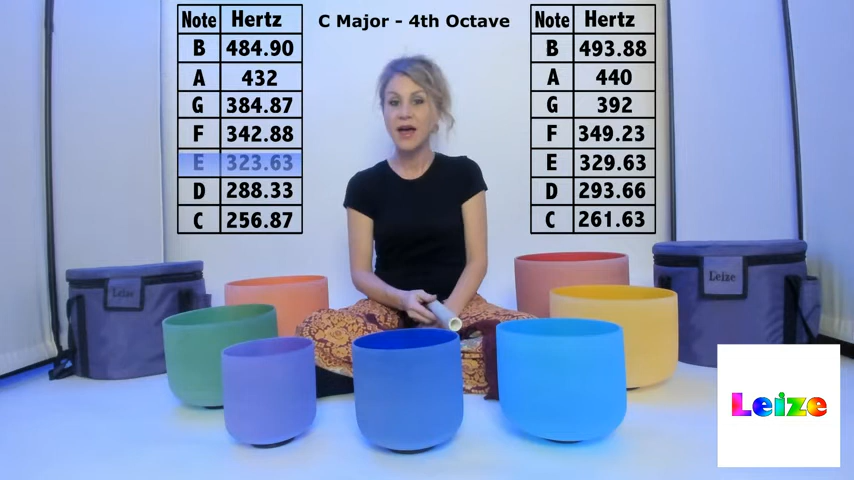 C Major - 4th Octave
Note Hertz
B 484.90
A 432
G 384.87
F 342.88
E 323.63
D 288.33
C 256.87
Note Hertz
B 493.88
A 440
G 392
F 349.23
E 329.63
D 293.66
C 261.63
Leize
Leize
Leize